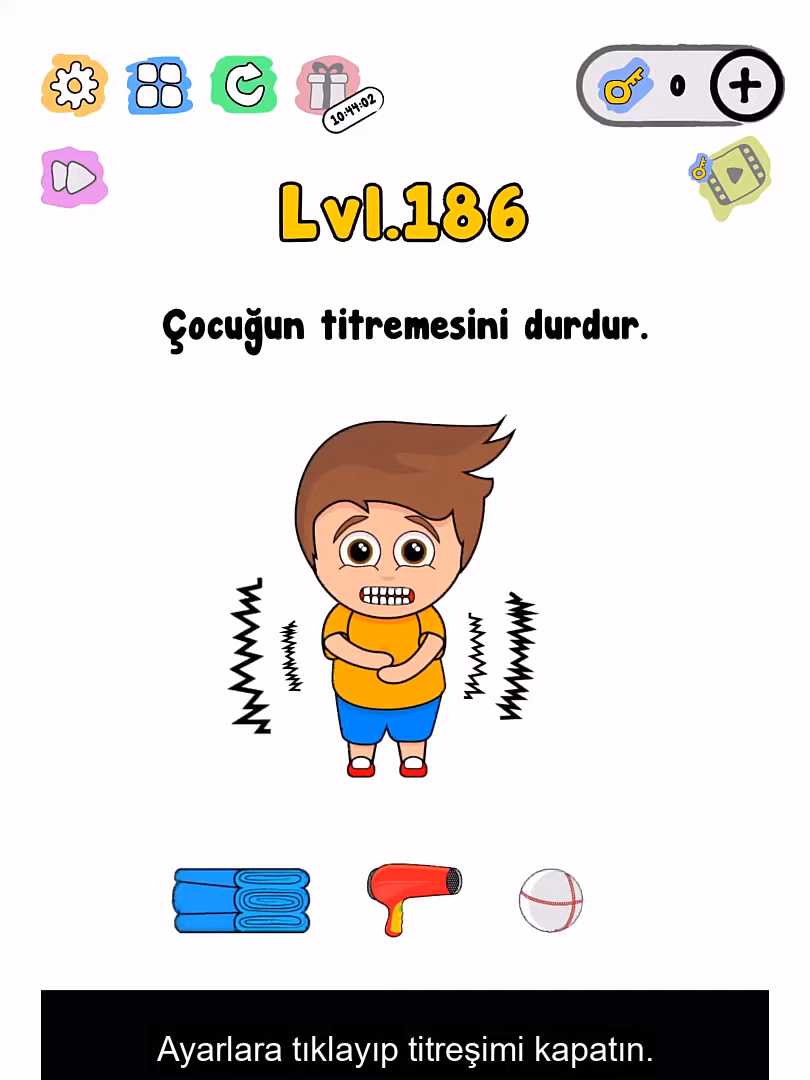 10:44:02
0
Lvl.186
Çocuğun titremesini durdur.
Ayarlara tıklayıp titreşimi kapatın.